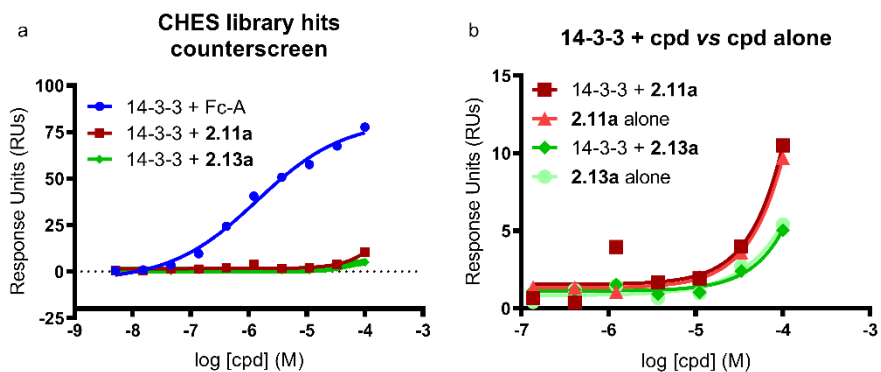 a
CHES library hits
counterscreen
Response Units (RUs)
100
75
50
25
0
-25
14-3-3 + Fc-A
14-3-3 + 2.11a
14-3-3 + 2.13a
-9
-8
-7
-6
-5
-4
-3
log [cpd] (M)
b
14-3-3 + cpd vs cpd alone
Response Units (RUs)
15
10
5
0
14-3-3 + 2.11a
2.11a alone
14-3-3 + 2.13a
2.13a alone
-7
-6
-5
-4
-3
log [cpd] (M)